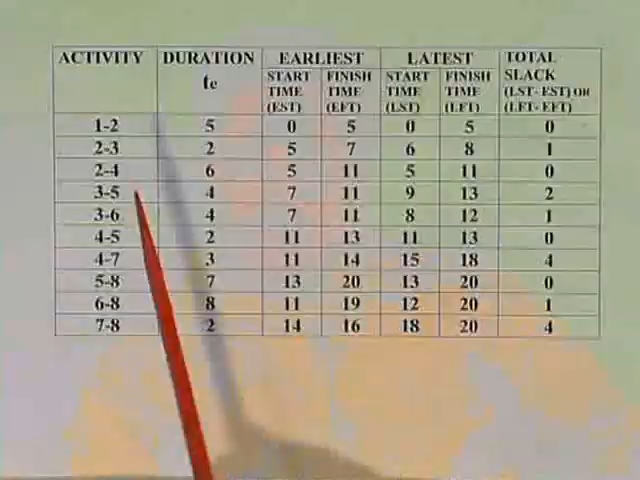 ACTIVITY DURATION EARLIEST LATEST TOTAL
te START FINISH START FINISH SLACK
TIME TIME TIME TIME (LST- EST) OR
(EST) (EFT) (LST) (LFT) (LFT- EFT)
1-2 5 0 5 0 5 0
2-3 2 5 7 6 8 1
2-4 6 5 11 5 11 0
3-5 4 7 11 9 13 2
3-6 4 7 11 8 12 1
4-5 2 11 13 11 13 0
4-7 3 11 14 15 18 4
5-8 7 13 20 13 20 0
6-8 8 11 19 12 20 1
7-8 2 14 16 18 20 4